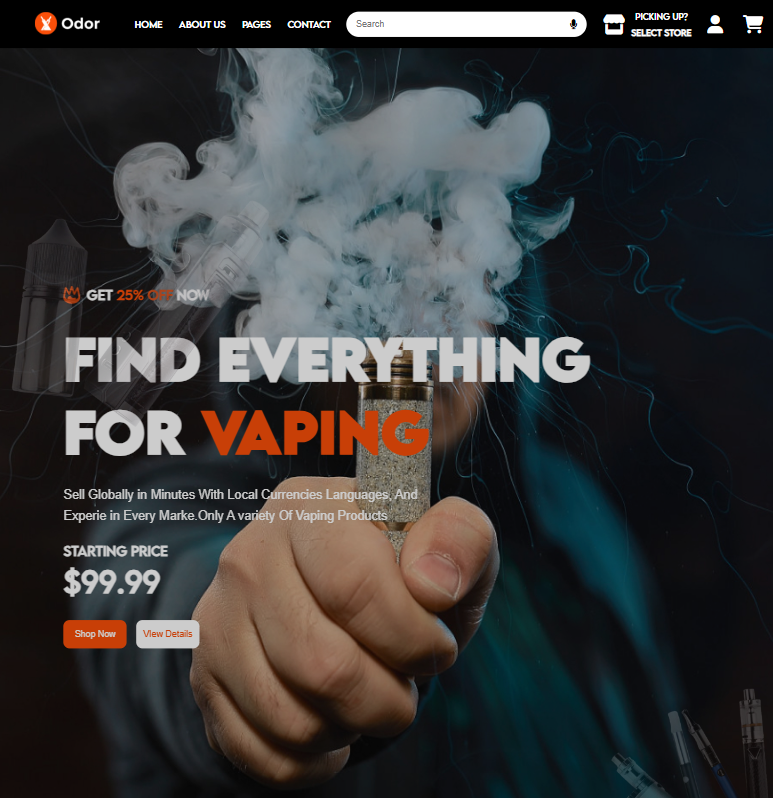 Odor
HOME ABOUT US PAGES CONTACT
Search
PICKING UP?
SELECT STORE
GET 25% OFF NOW
FIND EVERYTHING
FOR VAPING
Sell Globally in Minutes With Local Currencies Languages, And
Experie in Every Marke.Only A variety Of Vaping Products
STARTING PRICE
$99.99
Shop Now View Details